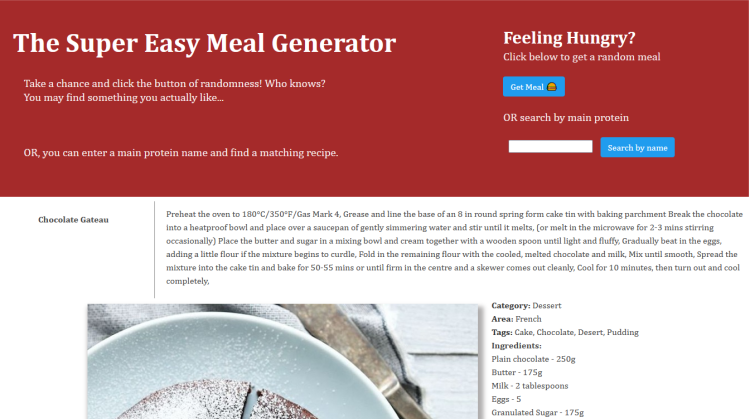 The Super Easy Meal Generator
Take a chance and click the button of randomness! Who knows?
You may find something you actually like...
OR, you can enter a main protein name and find a matching recipe.
Feeling Hungry?
Click below to get a random meal
Get Meal 🍔
OR search by main protein
Search by name
Chocolate Gateau
Preheat the oven to 180°C/350°F/Gas Mark 4, Grease and line the base of an 8 in round spring form cake tin with baking parchment Break the chocolate
into a heatproof bowl and place over a saucepan of gently simmering water and stir until it melts, (or melt in the microwave for 2-3 mins stirring
occasionally) Place the butter and sugar in a mixing bowl and cream together with a wooden spoon until light and fluffy, Gradually beat in the eggs,
adding a little flour if the mixture begins to curdle, Fold in the remaining flour with the cooled, melted chocolate and milk, Mix until smooth, Spread the
mixture into the cake tin and bake for 50-55 mins or until firm in the centre and a skewer comes out cleanly, Cool for 10 minutes, then turn out and cool
completely,
Category: Dessert
Area: French
Tags: Cake, Chocolate, Desert, Pudding
Ingredients:
Plain chocolate - 250g
Butter - 175g
Milk - 2 tablespoons
Eggs - 5
Granulated Sugar - 175g